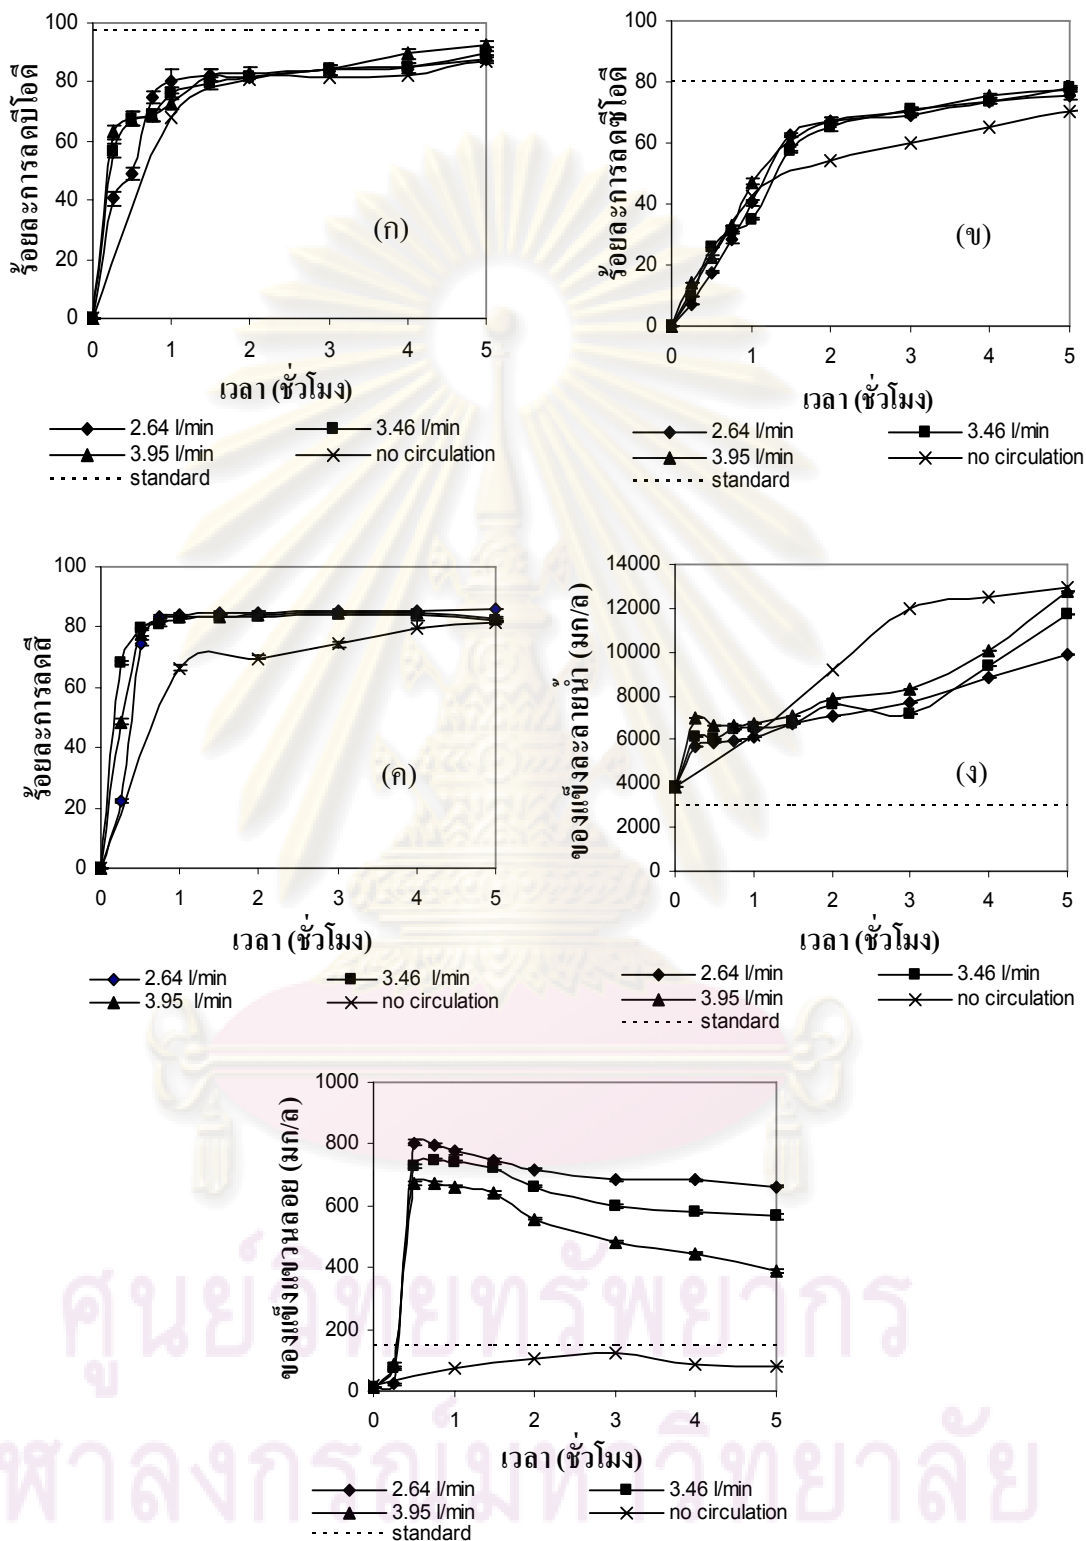 100
80
60
40
20
0
ร้อยละการลดบีโอดี
(ก)
0 1 2 3 4 5
เวลา (ชั่วโมง)
2.64 l/min 3.46 l/min
3.95 l/min no circulation
standard
100
80
60
40
20
0
ร้อยละการลดซีโอดี
(ข)
0 1 2 3 4 5
เวลา (ชั่วโมง)
2.64 l/min 3.46 l/min
3.95 l/min no circulation
standard
100
80
60
40
20
0
ร้อยละการลดสี
(ค)
0 1 2 3 4 5
เวลา (ชั่วโมง)
2.64 l/min 3.46 l/min
3.95 l/min no circulation
14000
12000
10000
8000
6000
4000
2000
0
ของแข็งละลายน้ำ (มก/ล)
(ง)
0 1 2 3 4 5
เวลา (ชั่วโมง)
2.64 l/min 3.46 l/min
3.95 l/min no circulation
standard
1000
800
600
400
200
0
ของแข็งแขวนลอย (มก/ล)
0 1 2 3 4 5
เวลา (ชั่วโมง)
2.64 l/min 3.46 l/min
3.95 l/min no circulation
standard
ศูนย์วิทยทรัพยากร
ฬาลงกรณ์มหาวิทยาลัย